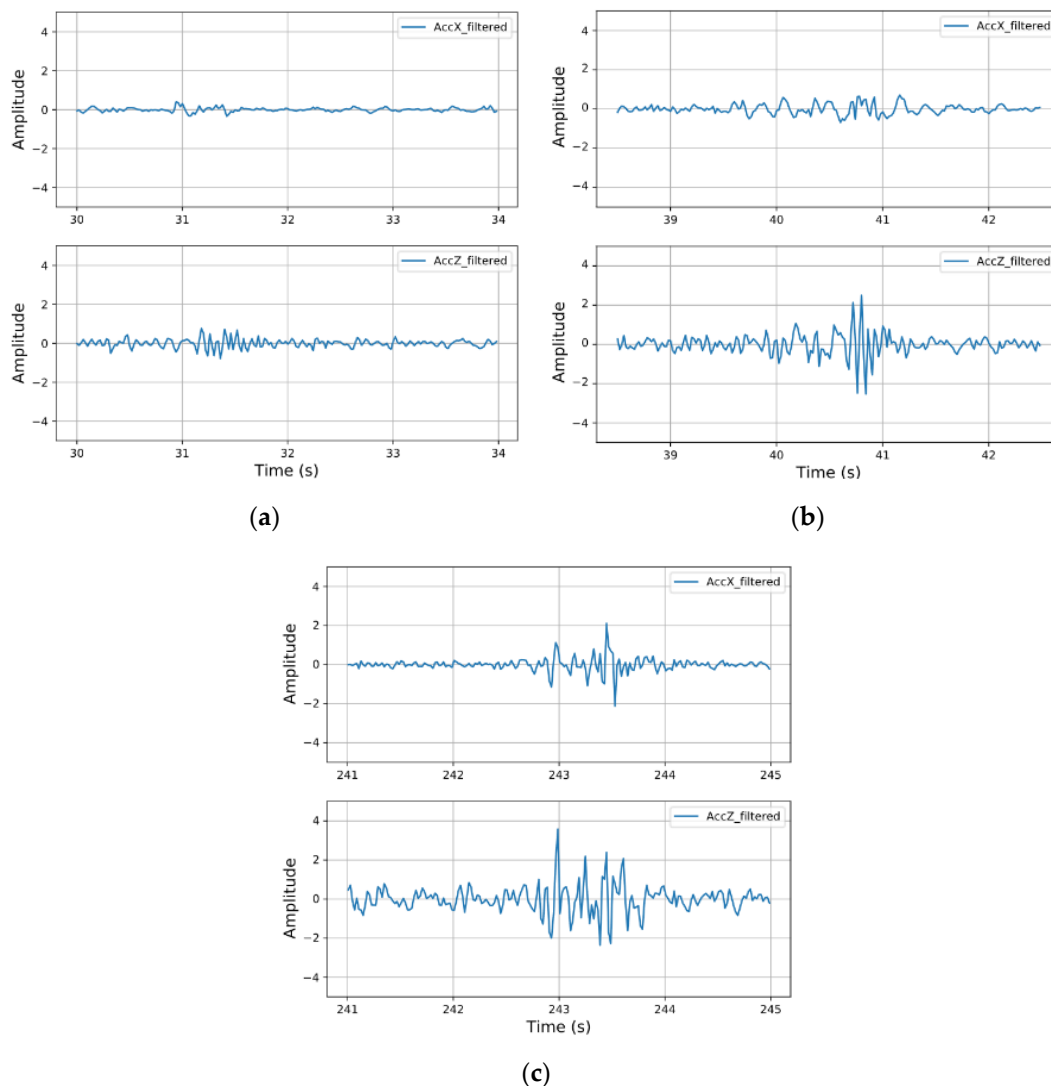 AccX_filtered
4
2
0
−2
−4
Amplitude
30 31 32 33 34
AccZ_filtered
4
2
0
−2
−4
Amplitude
30 31 32 33 34
Time (s)
(a)
AccX_filtered
4
2
0
−2
−4
Amplitude
39 40 41 42
AccZ_filtered
4
2
0
−2
−4
Amplitude
39 40 41 42
Time (s)
(b)
AccX_filtered
4
2
0
−2
−4
Amplitude
241 242 243 244 245
AccZ_filtered
4
2
0
−2
−4
Amplitude
241 242 243 244 245
Time (s)
(c)